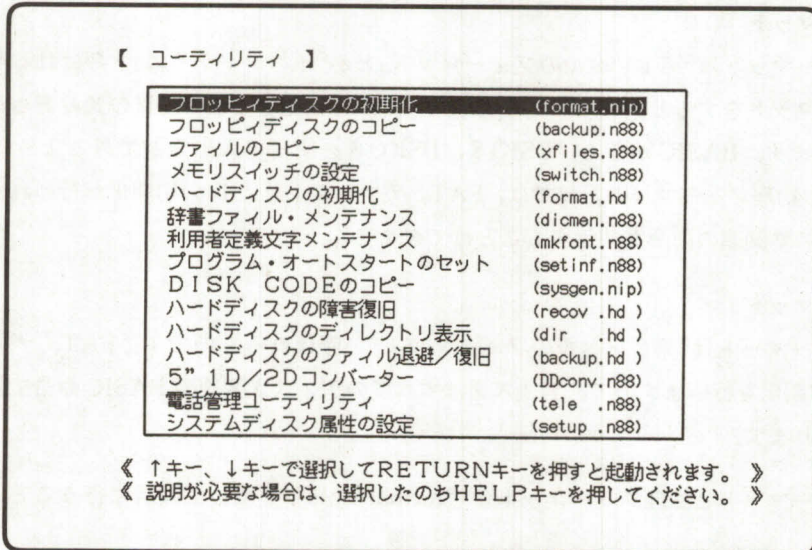 【 ユーティリティ 】
フロッピィディスクの初期化 (format.nip)
フロッピィディスクのコピー (backup.n88)
ファイルのコピー (xfiles.n88)
メモリスイッチの設定 (switch.n88)
ハードディスクの初期化 (format.hd )
辞書ファィル・メンテナンス (dicmen.n88)
利用者定義文字メンテナンス (mkfont.n88)
プログラム・オートスタートのセット (setinf.n88)
DISK CODEのコピー (sysgen.nip)
ハードディスクの障害復旧 (recov .hd )
ハードディスクのディレクトリ表示 (dir   .hd )
ハードディスクのファィル退避/復旧 (backup.hd )
5” 1D/2Dコンバーター (DDconv.n88)
電話管理ユーティリティ (tele  .n88)
システムディスク属性の設定 (setup .n88)
《 ↑キー、↓キーで選択してRETURNキーを押すと起動されます。 》
《 説明が必要な場合は、選択したのちHELPキーを押してください。 》